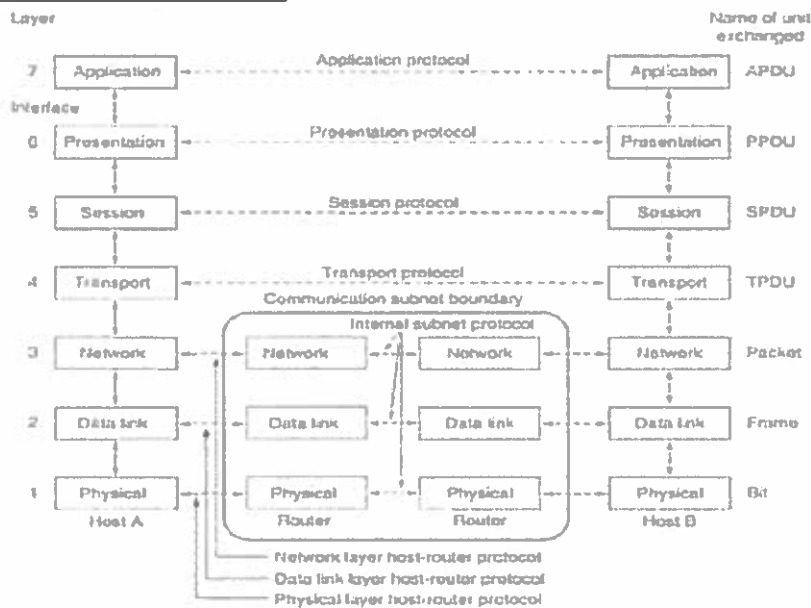 Layer
Name of unit exchanged
7 Application Application protocol Application APDU
Interface
6 Presentation Presentation protocol Presentation PPDU
5 Session Session protocol Session SPDU
4 Transport Transport protocol Transport TPDU
Communication subnet boundary
Internal subnet protocol
3 Network Network Network Network Packet
2 Data link Data link Data link Data link Frame
1 Physical Physical Physical Physical Bit
Host A Router Router Host B
Network layer host-router protocol
Data link layer host-router protocol
Physical layer host-router protocol